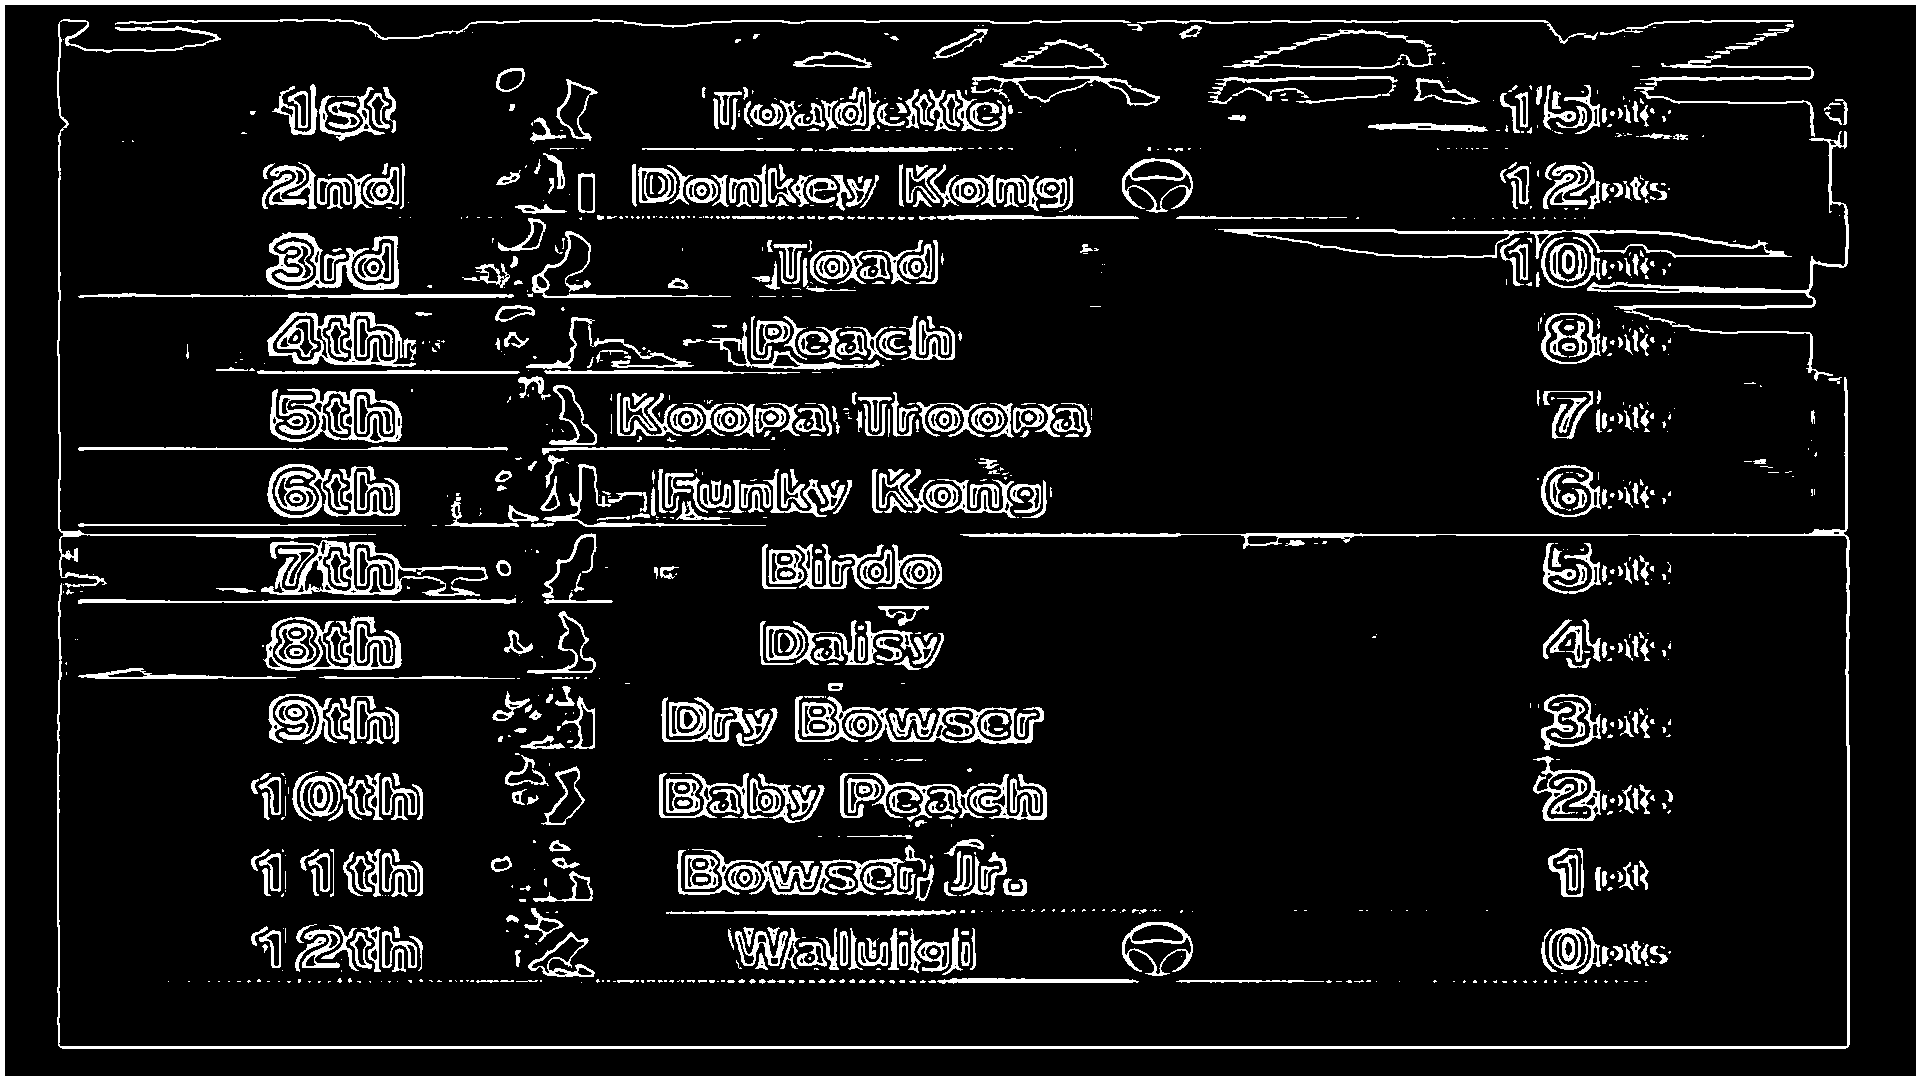 1st Toadette 15pts
2nd Donkey Kong 12pts
3rd Toad 10pts
4th Peach 8pts
5th Koopa Troopa 7pts
6th Funky Kong 6pts
7th Birdo 5pts
8th Daisy 4pts
9th Dry Bowser 3pts
10th Baby Peach 2pts
11th Bowser Jr. 1pt
12th Waluigi 0pts